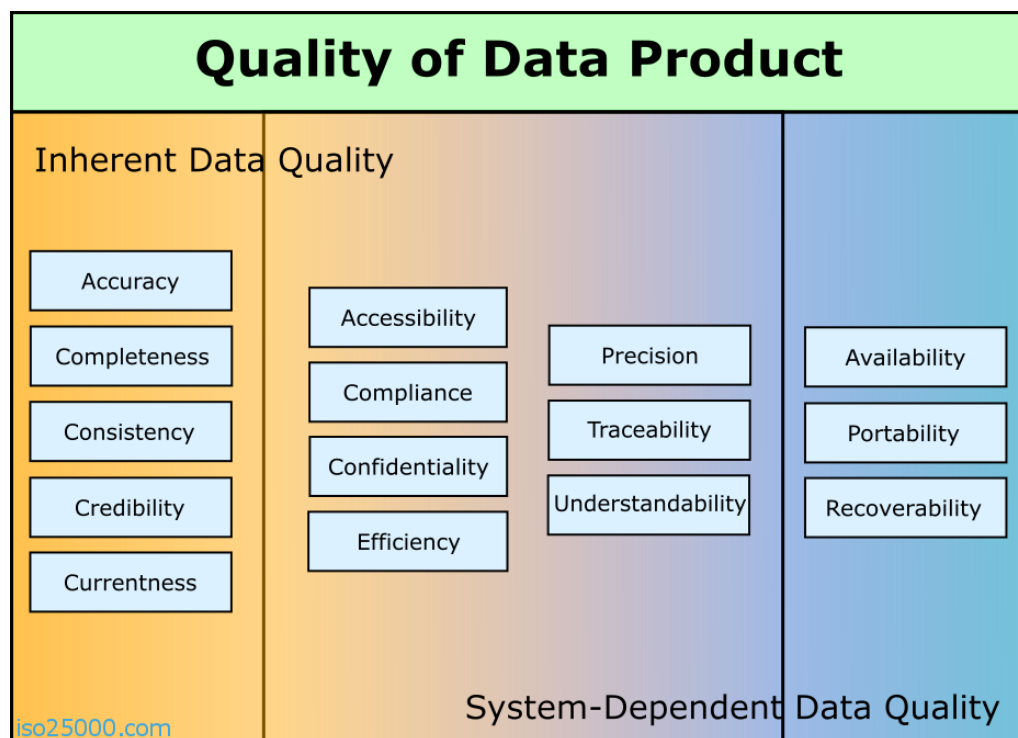 Quality of Data Product
Inherent Data Quality
Accuracy
Completeness
Consistency
Credibility
Currentness
Accessibility
Compliance
Confidentiality
Efficiency
Precision
Traceability
Understandability
Availability
Portability
Recoverability
System-Dependent Data Quality
iso25000.com